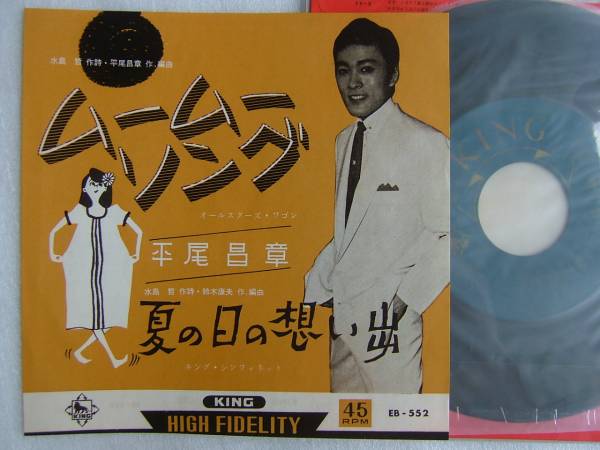 水島 哲 作詩・平尾昌章 作、編曲
ムームー
リング
オールスターズ・ワゴン
平尾昌章
水島 哲 作詩・鈴木康夫 作、編曲
夏の日の想い出
キング・シンフォネット
KING
KING
HIGH FIDELITY
45
RPM
EB-552
KING